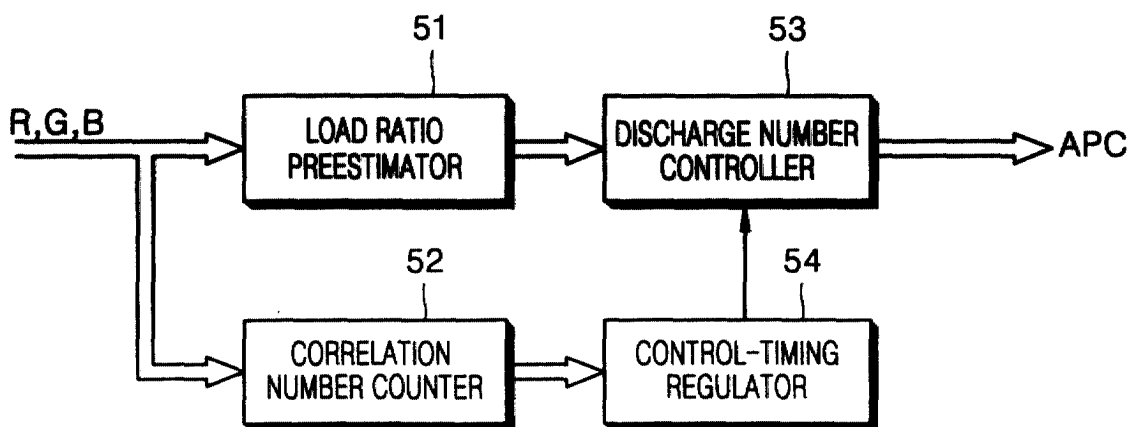 51
53
R,G,B
LOAD RATIO
PREESTIMATOR
DISCHARGE NUMBER
CONTROLLER
APC
52
54
CORRELATION
NUMBER COUNTER
CONTROL-TIMING
REGULATOR